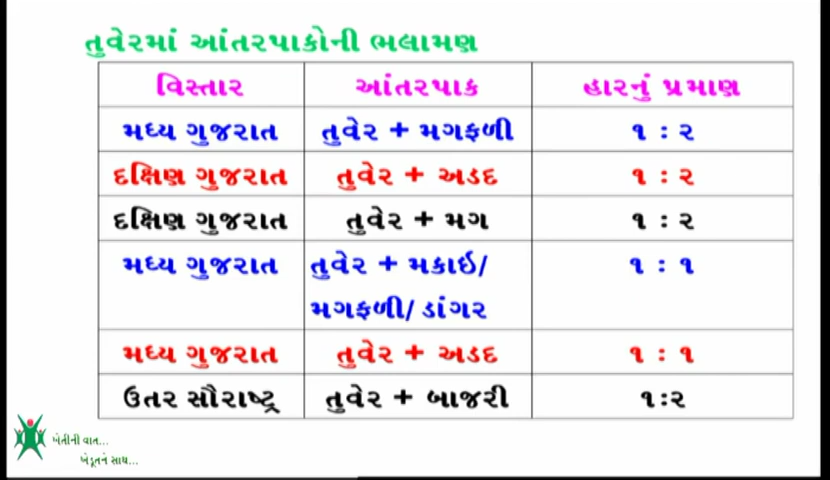 તુવેરમાં આંતરપાકોની ભલામણ
વિસ્તાર આંતરપાક હારનું પ્રમાણ
મધ્ય ગુજરાત તુવેર + મગફળી ૧ : ૨
દક્ષિણ ગુજરાત તુવેર + અડદ ૧ : ૨
દક્ષિણ ગુજરાત તુવેર + મગ ૧ : ૨
મધ્ય ગુજરાત તુવેર + મકાઈ/ ૧ : ૧
મગફળી/ ડાંગર
મધ્ય ગુજરાત તુવેર + અડદ ૧ : ૧
ઉતર સૌરાષ્ટ્ર તુવેર + બાજરી ૧:૨
ખેતીની વાત...
ખેડૂતને સાથ...